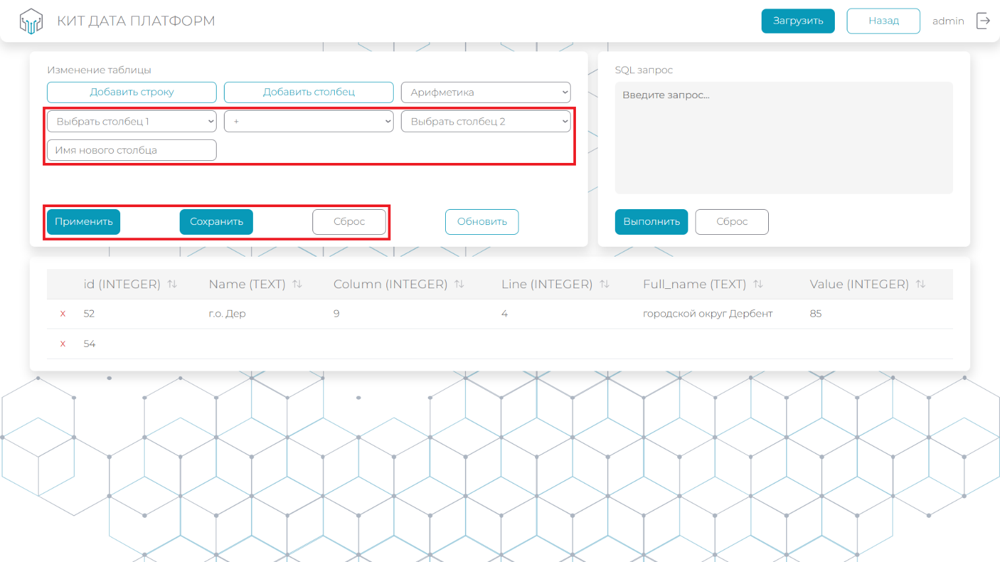 КИТ ДАТА ПЛАТФОРМ
Загрузить
Назад
admin
Изменение таблицы
Добавить строку
Добавить столбец
Арифметика
Выбрать столбец 1
+
Выбрать столбец 2
Имя нового столбца
Применить
Сохранить
Сброс
Обновить
SQL запрос
Введите запрос...
Выполнить
Сброс
id (INTEGER) Name (TEXT) Column (INTEGER) Line (INTEGER) Full_name (TEXT) Value (INTEGER)
x 52 г.о. Дер 9 4 городской округ Дербент 85
x 54